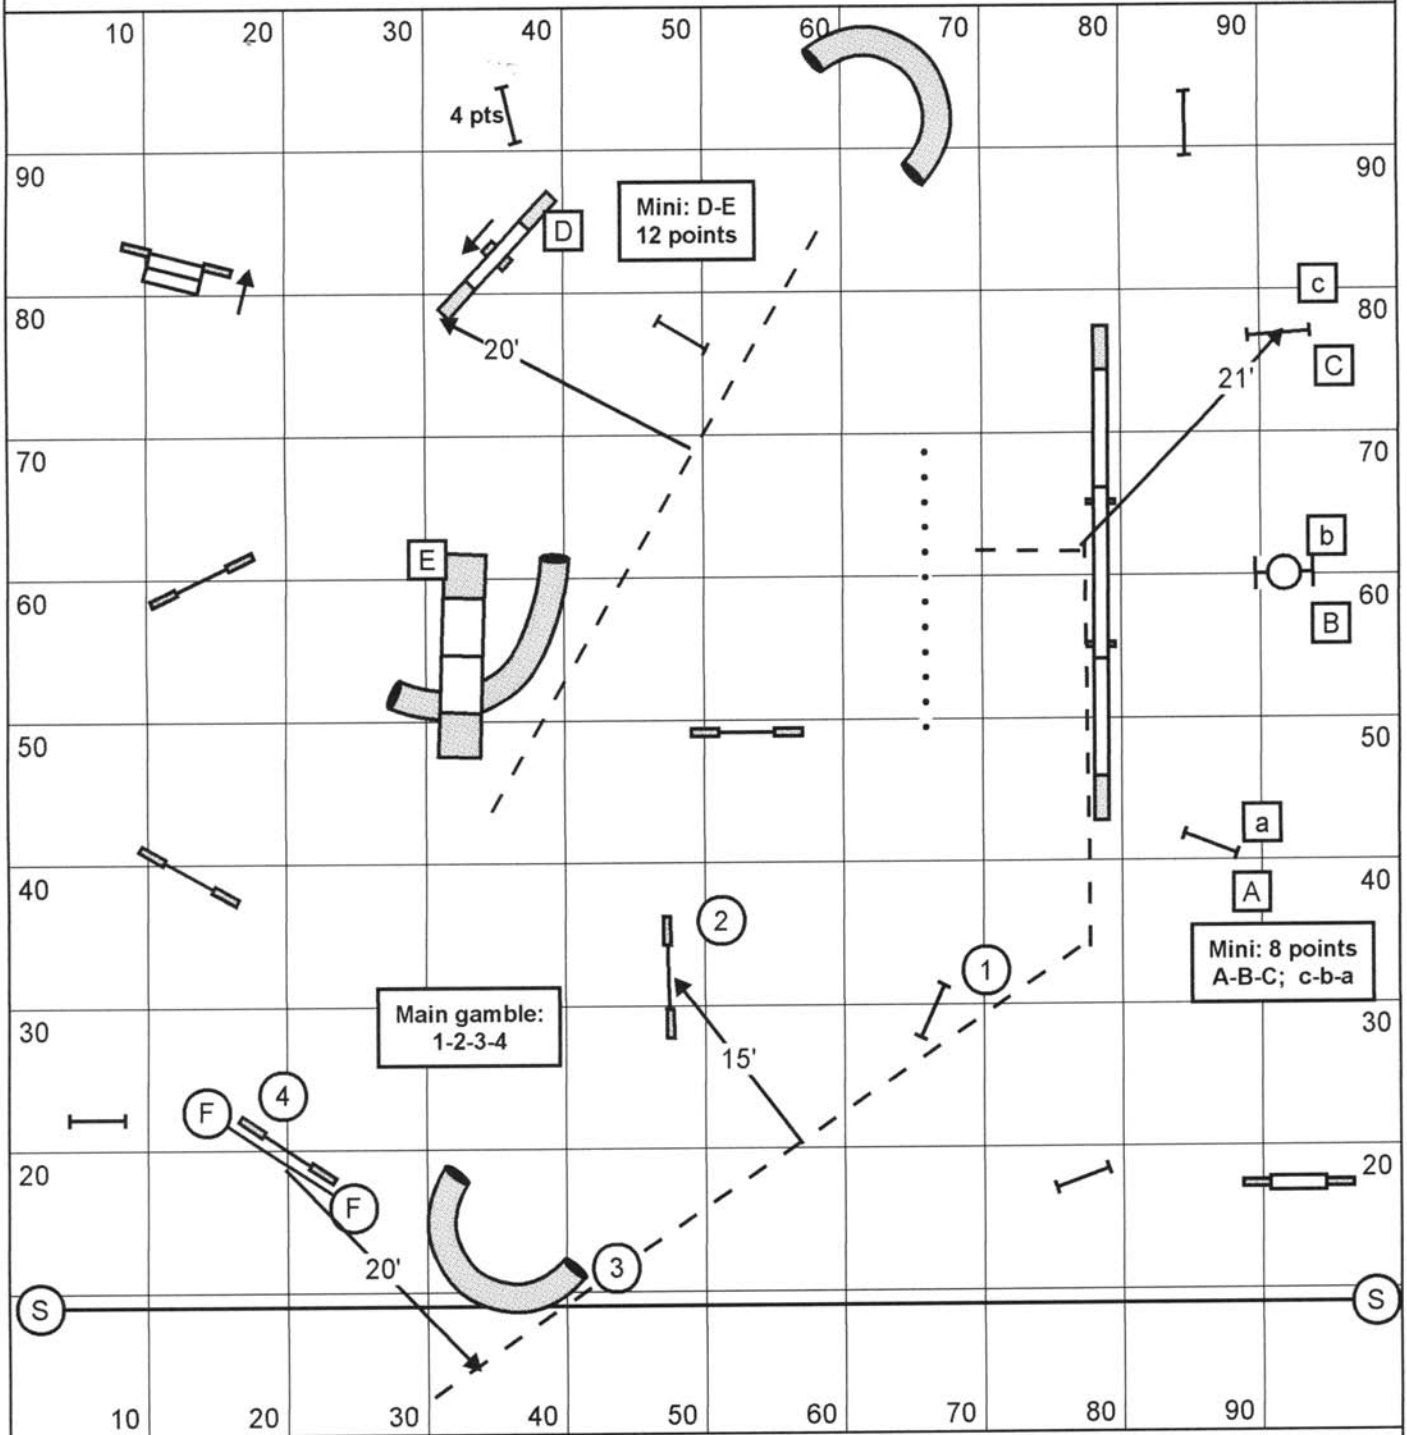 10 20 30 40 50 60 70 80 90
4 pts
90 90
Mini: D-E
12 points
D
c
80 80
20'
C
21'
70 70
E
b
60 60
B
50 50
a
40 40
A
2
Mini: 8 points
A-B-C; c-b-a
1
Main gamble:
1-2-3-4
30 30
15'
4
F
20 20
F
3
20'
S S
10 20 30 40 50 60 70 80 90